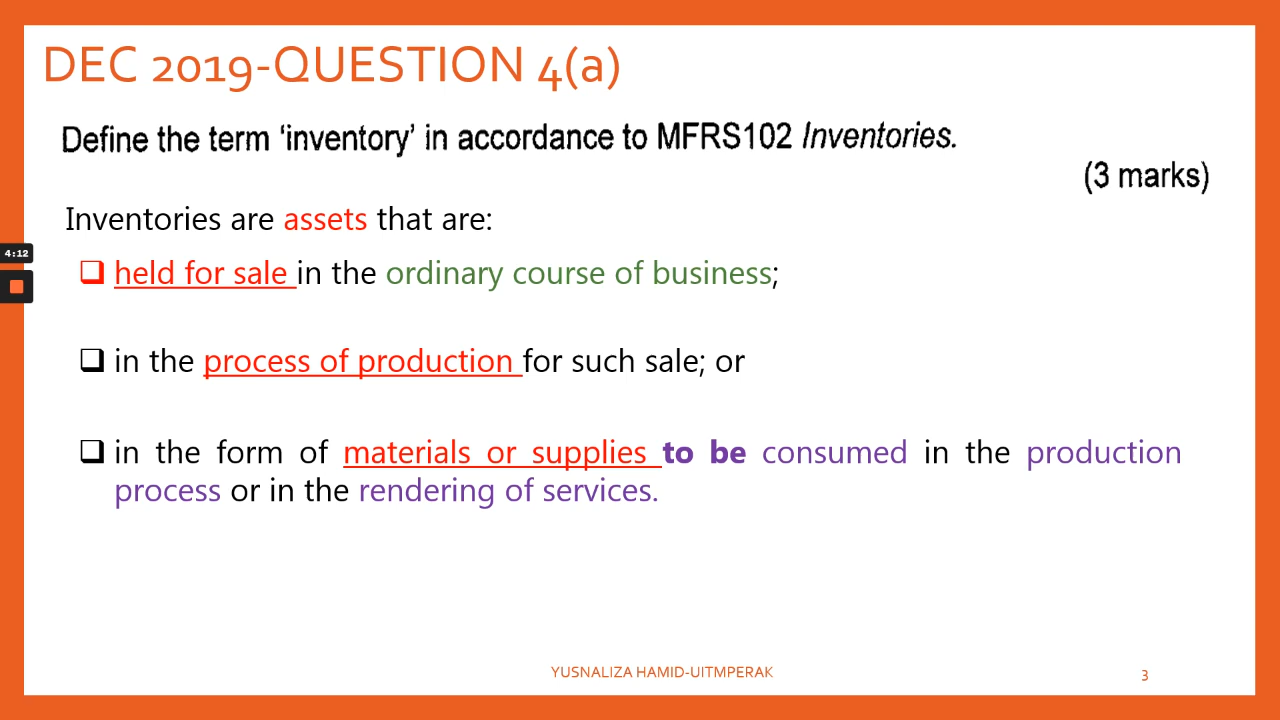 DEC 2019-QUESTION 4(a)
Define the term ‘inventory’ in accordance to MFRS102 Inventories.
(3 marks)
Inventories are assets that are:
4:12
held for sale in the ordinary course of business;
in the process of production for such sale; or
in the form of materials or supplies to be consumed in the production
process or in the rendering of services.
YUSNALIZA HAMID-UITMPERAK
3